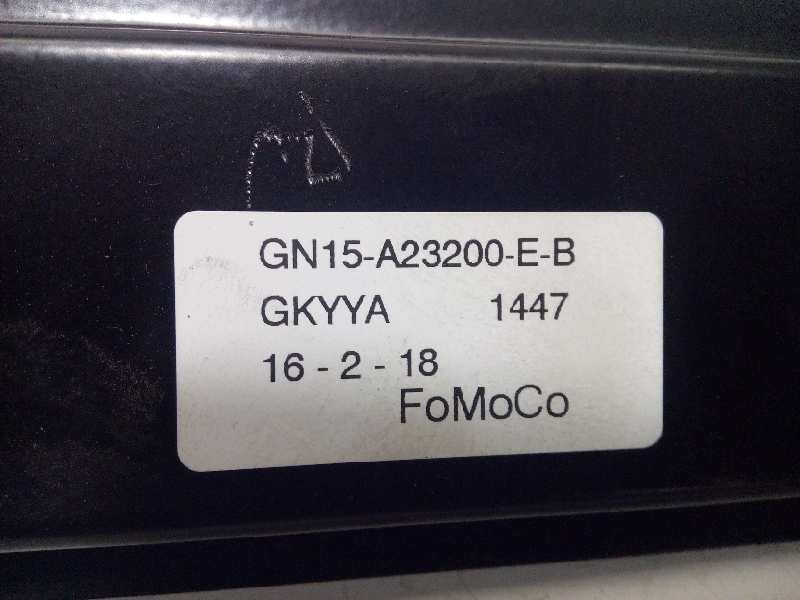 GN15-A23200-E-B
GKYYA 1447
16 - 2 - 18
FoMoCo